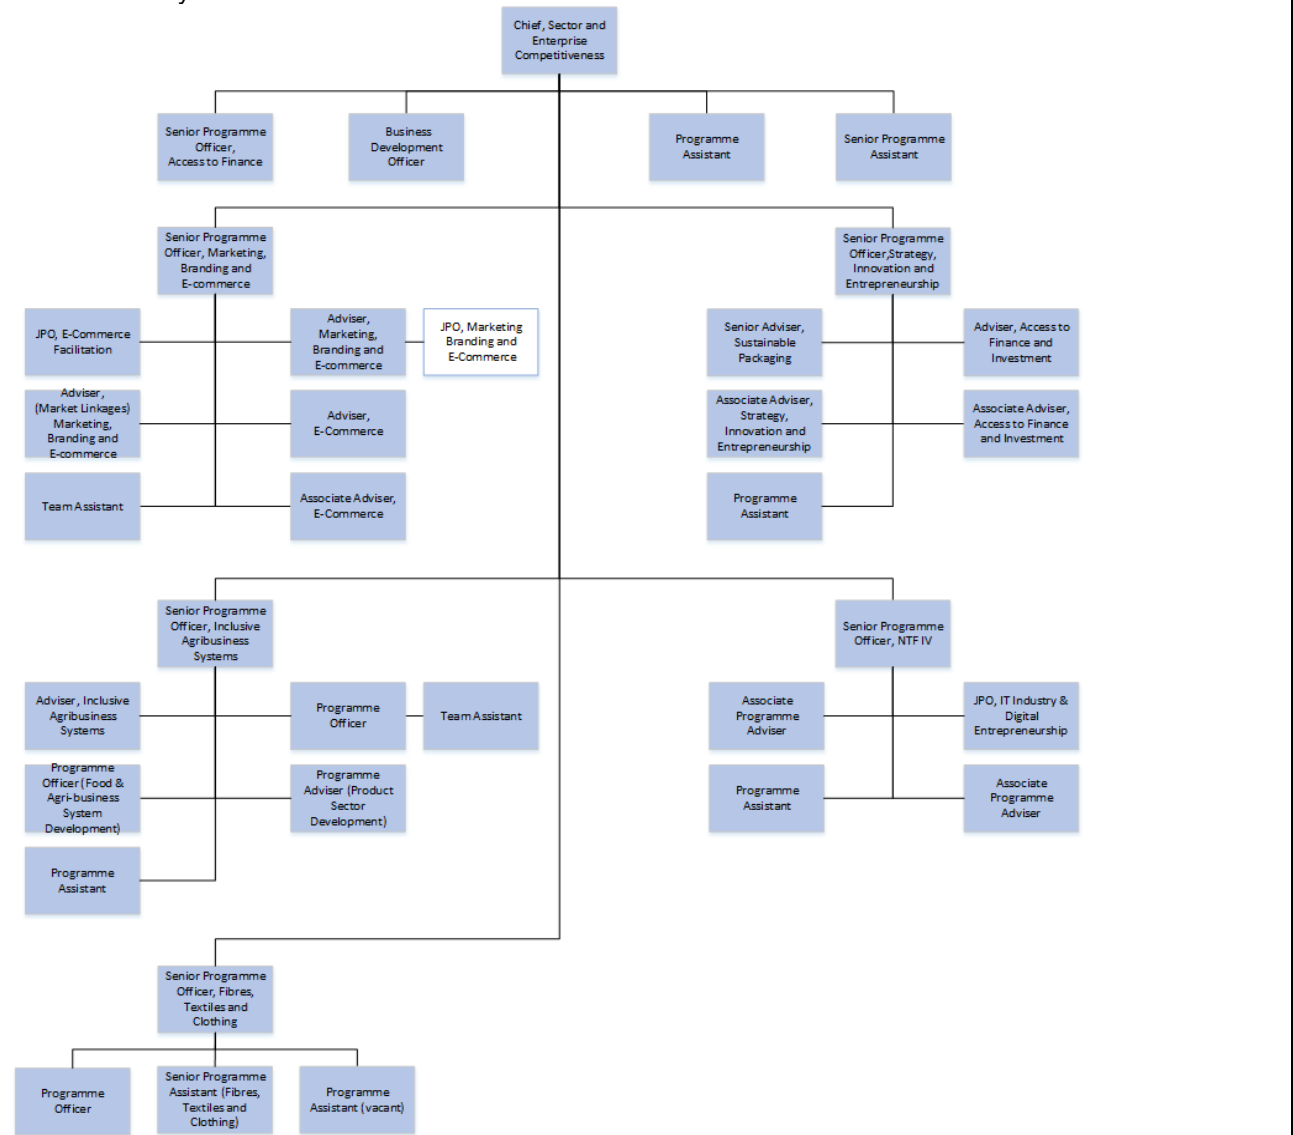 y
Chief, Sector and
Enterprise
Competitiveness
Senior Programme
Officer,
Access to Finance
Business
Development
Officer
Programme
Assistant
Senior Programme
Assistant
Senior Programme
Officer, Marketing,
Branding and
E-commerce
Senior Programme
Officer,Strategy,
Innovation and
Entrepreneurship
JPO, E-Commerce
Facilitation
Adviser,
Marketing,
Branding and
E-commerce
JPO, Marketing
Branding and
E-Commerce
Senior Adviser,
Sustainable
Packaging
Adviser, Access to
Finance and
Investment
Adviser,
(Market Linkages)
Marketing,
Branding and
E-commerce
Adviser,
E-Commerce
Associate Adviser,
Strategy,
Innovation and
Entrepreneurship
Associate Adviser,
Access to Finance
and Investment
Team Assistant
Associate Adviser,
E-Commerce
Programme
Assistant
Senior Programme
Officer, Inclusive
Agribusiness
Systems
Senior Programme
Officer, NTF IV
Adviser, Inclusive
Agribusiness
Systems
Programme
Officer
Team Assistant
Associate
Programme
Adviser
JPO, IT Industry &
Digital
Entrepreneurship
Programme
Officer (Food &
Agri-business
System
Development)
Programme
Adviser (Product
Sector
Development)
Programme
Assistant
Associate
Programme
Adviser
Programme
Assistant
Senior Programme
Officer, Fibres,
Textiles and
Clothing
Programme
Officer
Senior Programme
Assistant (Fibres,
Textiles and
Clothing)
Programme
Assistant (vacant)